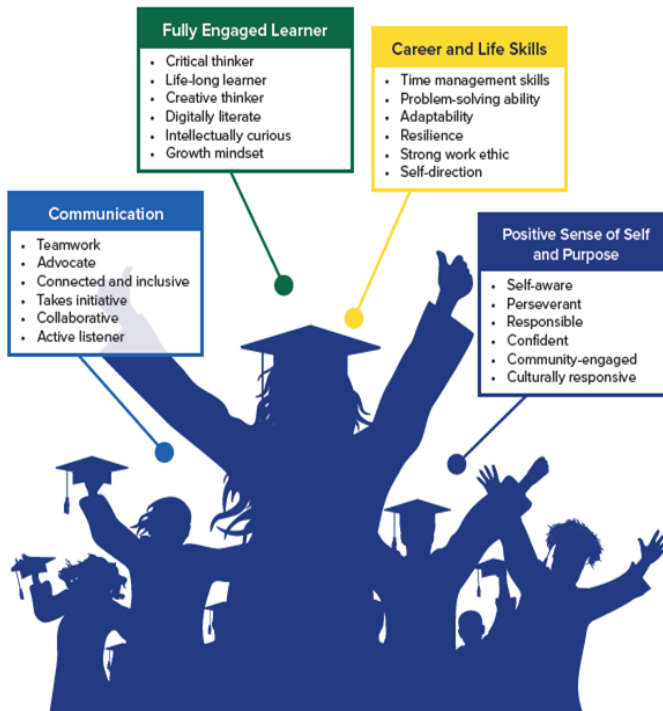 Fully Engaged Learner
• Critical thinker
• Life-long learner
• Creative thinker
• Digitally literate
• Intellectually curious
• Growth mindset
Career and Life Skills
• Time management skills
• Problem-solving ability
• Adaptability
• Resilience
• Strong work ethic
• Self-direction
Communication
• Teamwork
• Advocate
• Connected and inclusive
• Takes initiative
• Collaborative
• Active listener
Positive Sense of Self
and Purpose
• Self-aware
• Perseverant
• Responsible
• Confident
• Community-engaged
• Culturally responsive